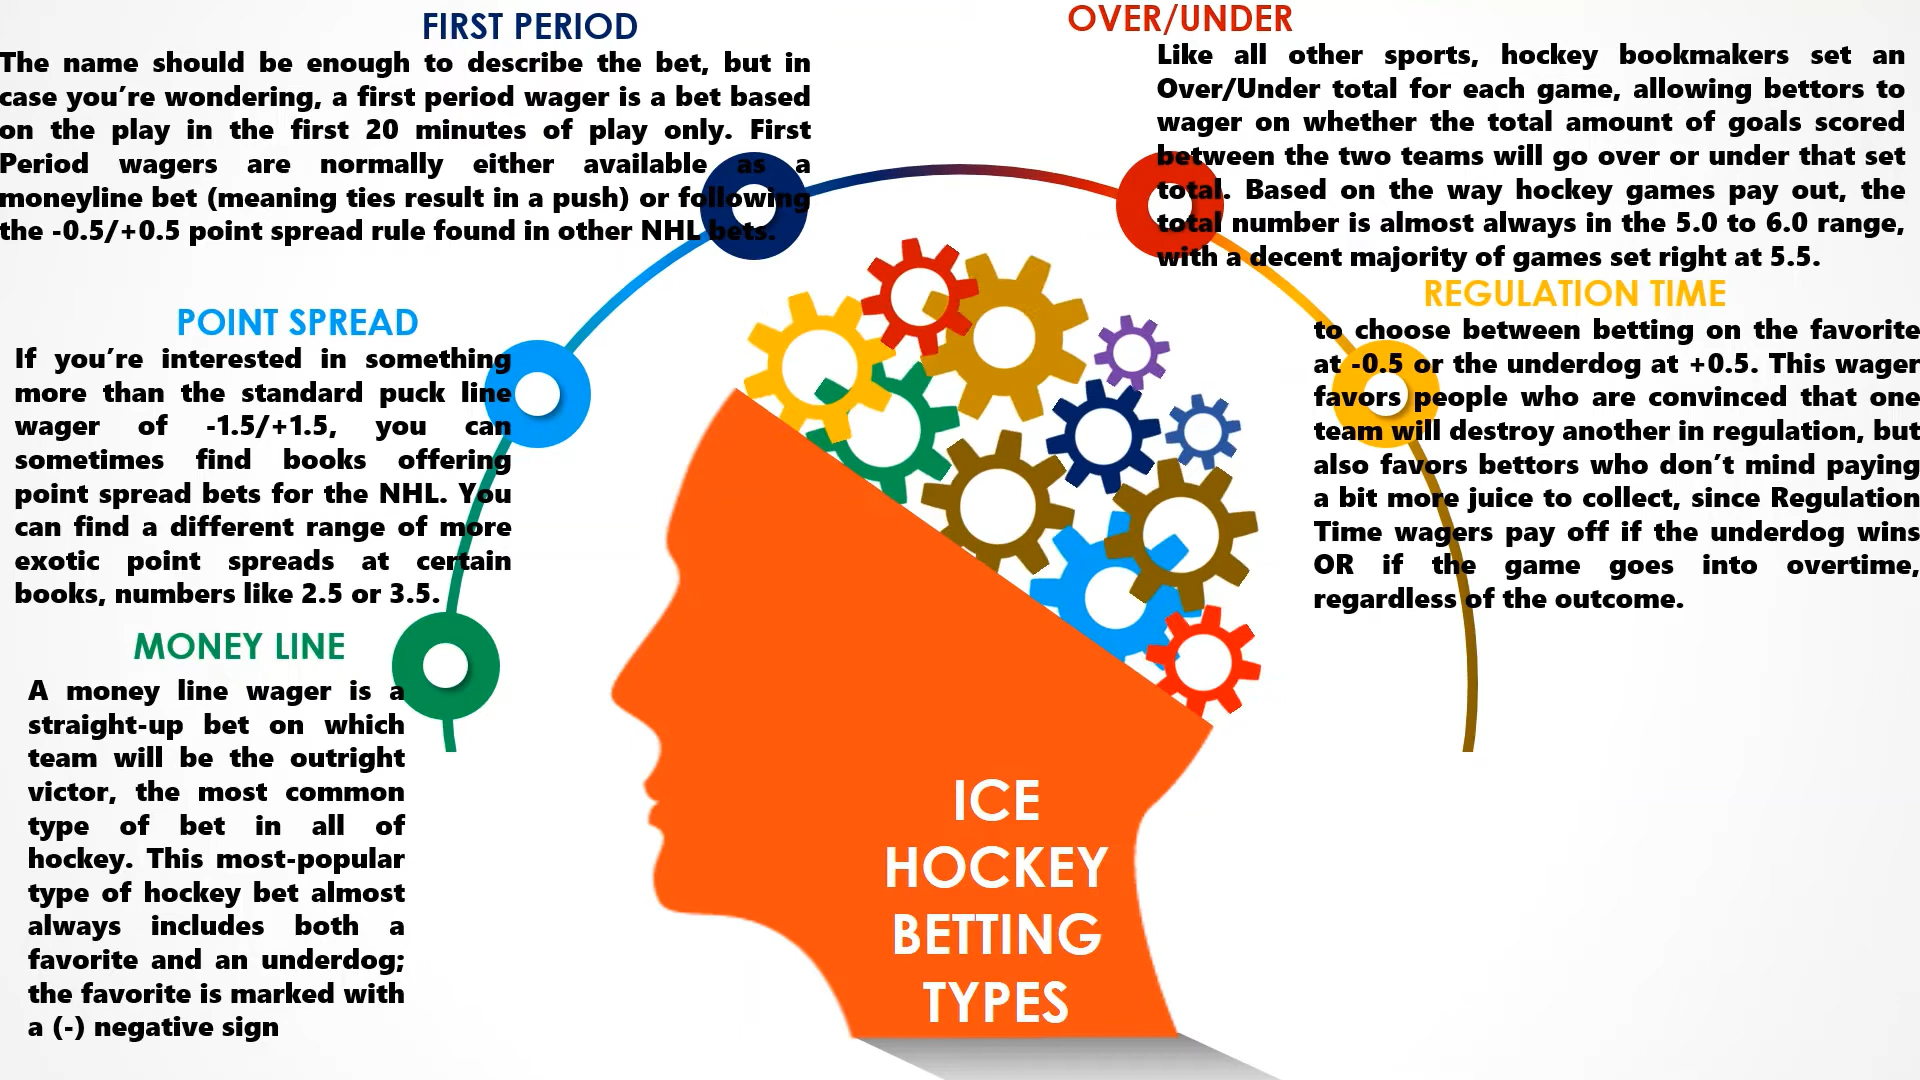 FIRST PERIOD
The name should be enough to describe the bet, but in
case you’re wondering, a first period wager is a bet based
on the play in the first 20 minutes of play only. First
Period wagers are normally either available as a
moneyline bet (meaning ties result in a push) or following
the -0.5/+0.5 point spread rule found in other NHL bets.
OVER/UNDER
Like all other sports, hockey bookmakers set an
Over/Under total for each game, allowing bettors to
wager on whether the total amount of goals scored
between the two teams will go over or under that set
total. Based on the way hockey games pay out, the
total number is almost always in the 5.0 to 6.0 range,
with a decent majority of games set right at 5.5.
POINT SPREAD
If you’re interested in something
more than the standard puck line
wager of -1.5/+1.5, you can
sometimes find books offering
point spread bets for the NHL. You
can find a different range of more
exotic point spreads at certain
books, numbers like 2.5 or 3.5.
REGULATION TIME
to choose between betting on the favorite
at -0.5 or the underdog at +0.5. This wager
favors people who are convinced that one
team will destroy another in regulation, but
also favors bettors who don’t mind paying
a bit more juice to collect, since Regulation
Time wagers pay off if the underdog wins
OR if the game goes into overtime,
regardless of the outcome.
MONEY LINE
A money line wager is a
straight-up bet on which
team will be the outright
victor, the most common
type of bet in all of
hockey. This most-popular
type of hockey bet almost
always includes both a
favorite and an underdog;
the favorite is marked with
a (-) negative sign
ICE
HOCKEY
BETTING
TYPES